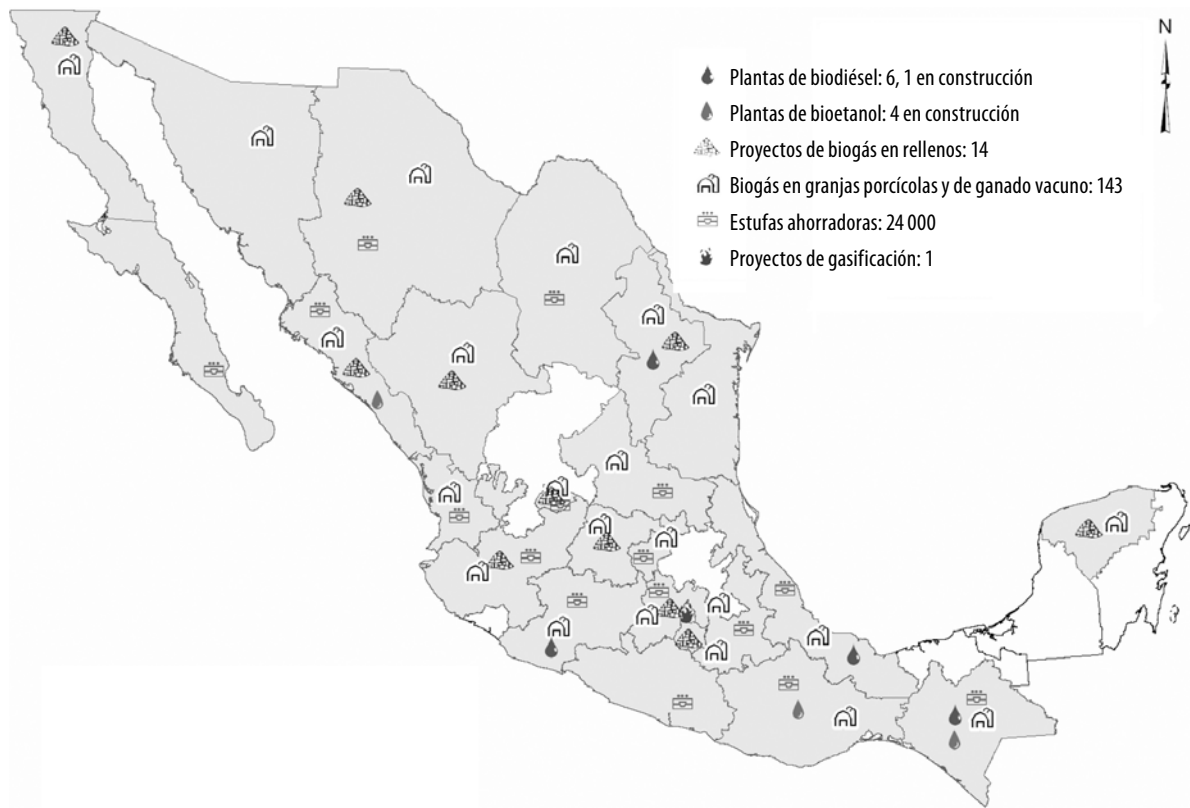 N
Plantas de biodiésel: 6, 1 en construcción
Plantas de bioetanol: 4 en construcción
Proyectos de biogás en rellenos: 14
Biogás en granjas porcícolas y de ganado vacuno: 143
Estufas ahorradoras: 24 000
Proyectos de gasificación: 1